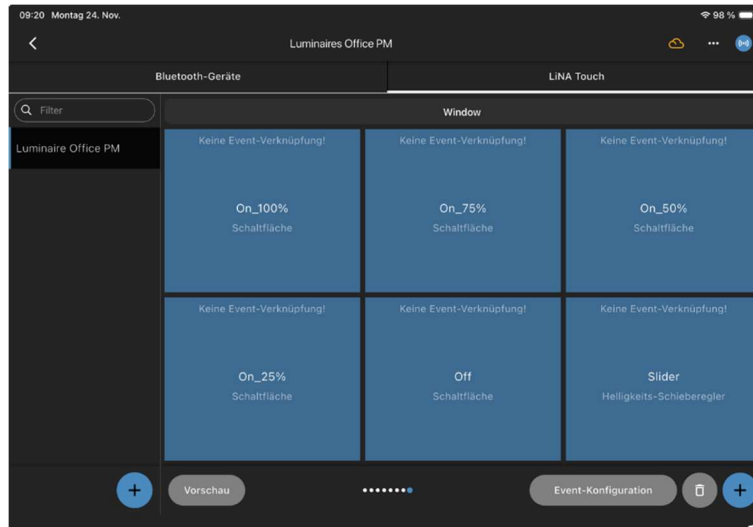 09:20 Montag 24. Nov.
98 %
Luminaires Office PM
Bluetooth-Geräte
LiNA Touch
Filter
Window
Luminaire Office PM
Keine Event-Verknüpfung!
Keine Event-Verknüpfung!
Keine Event-Verknüpfung!
On_100%
On_75%
On_50%
Schaltfläche
Schaltfläche
Schaltfläche
Keine Event-Verknüpfung!
Keine Event-Verknüpfung!
Keine Event-Verknüpfung!
On_25%
Off
Slider
Schaltfläche
Schaltfläche
Helligkeits-Schieberegler
Vorschau
Event-Konfiguration